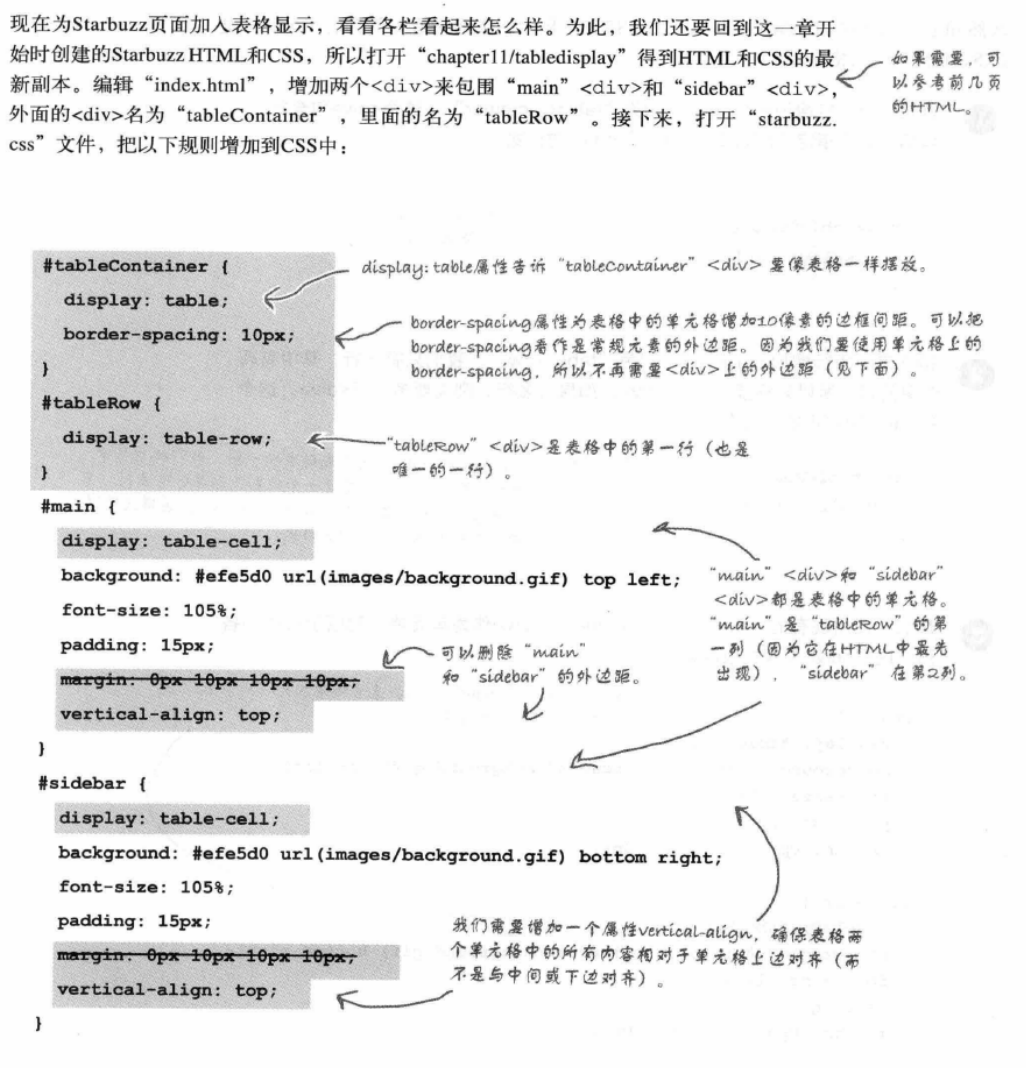 现在为Starbuzz页面加入表格显示，看看各栏看起来怎么样。为此，我们还要回到这一章开
始时创建的Starbuzz HTML和CSS，所以打开“chapter11/tabledisplay”得到HTML和CSS的最
新副本。编辑“index.html”，增加两个<div>来包围“main”<div>和“sidebar”<div>，
外面的<div>名为“tableContainer”，里面的名为“tableRow”。接下来，打开“starbuzz.
css”文件，把以下规则增加到CSS中：
如果需要，可
以参考前几页
的HTML。
#tableContainer {
display: table;
border-spacing: 10px;
}
#tableRow {
display: table-row;
}
#main {
display: table-cell;
background: #efe5d0 url(images/background.gif) top left;
font-size: 105%;
padding: 15px;
margin: 0px 10px 10px 10px;
vertical-align: top;
}
#sidebar {
display: table-cell;
background: #efe5d0 url(images/background.gif) bottom right;
font-size: 105%;
padding: 15px;
margin: 0px 10px 10px 10px;
vertical-align: top;
}
display: table属性告诉“tableContainer”<div>要像表格一样摆放。
border-spacing属性为表格中的单元格增加10像素的边框间距。可以把
border-spacing看作是常规元素的外边距。因为我们要使用单元格上的
border-spacing，所以不再需要<div>上的外边距（见下面）。
“tableRow”<div>是表格中的第一行（也是
唯一的一行）。
“main”<div>和“sidebar”
<div>都是表格中的单元格。
“main”是“tableRow”的第
一列（因为它在HTML中最先
出现），“sidebar”在第2列。
可以删除“main”
和“sidebar”的外边距。
我们需要增加一个属性vertical-align，确保表格两
个单元格中的所有内容相对于单元格上边对齐（而
不是与中间或下边对齐）。